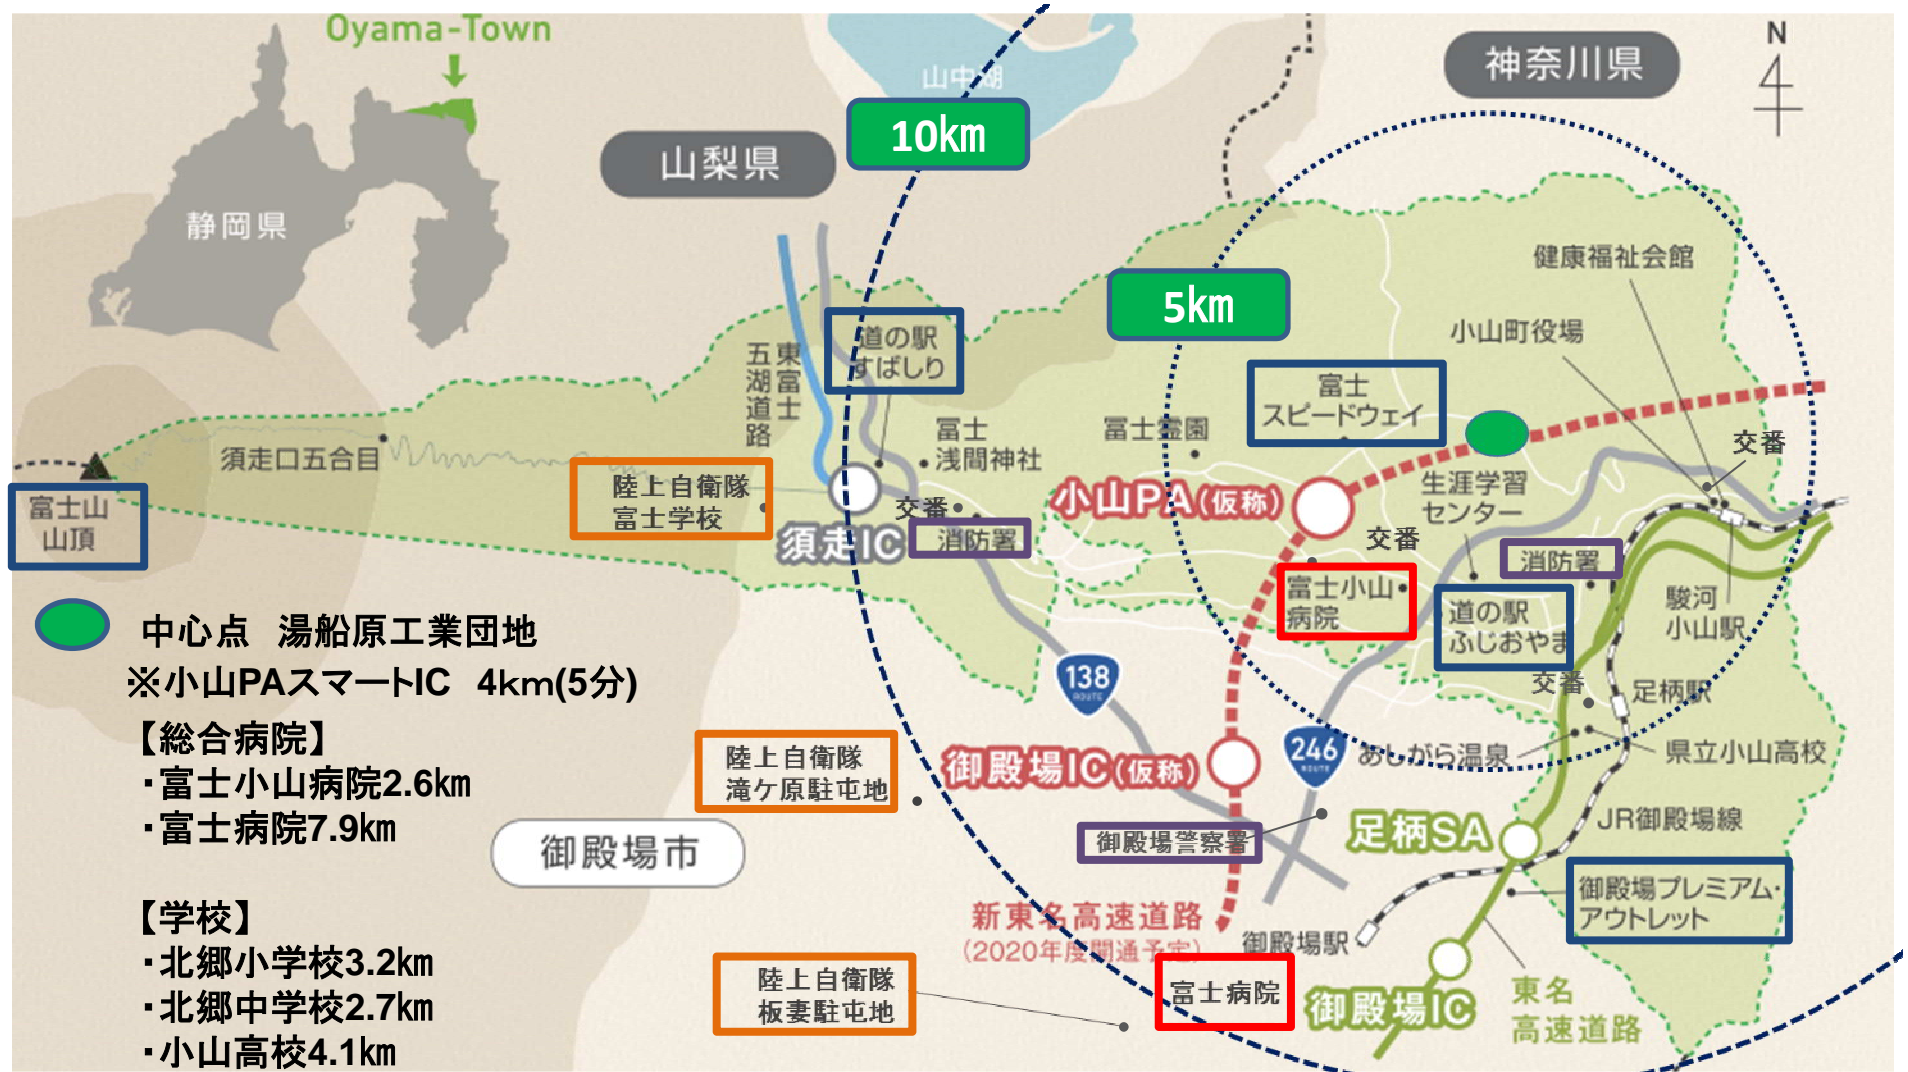 Oyama-Town
山中湖
神奈川県
N
10㎞
山梨県
静岡県
健康福祉会館
5㎞
小山町役場
道の駅
すばしり
東富士
五湖道路
富士
スピードウェイ
冨士
浅間神社
冨士霊園
交番
須走口五合目
陸上自衛隊
富士学校
小山PA(仮称)
生涯学習
センター
富士山
山頂
交番
須走IC
消防署
交番
消防署
富士小山
病院
道の駅
ふじおやま
駿河
小山駅
中心点　湯船原工業団地
※小山PAスマートIC　4km(5分)
138
ROUTE
交番
足柄駅
【総合病院】
・富士小山病院2.6㎞
・富士病院7.9㎞
陸上自衛隊
滝ケ原駐屯地
御殿場IC(仮称)
246
ROUTE
あしがら温泉
県立小山高校
御殿場市
御殿場警察署
足柄SA
JR御殿場線
御殿場プレミアム・
アウトレット
【学校】
・北郷小学校3.2㎞
・北郷中学校2.7㎞
・小山高校4.1㎞
新東名高速道路
(2020年度開通予定)
御殿場駅
陸上自衛隊
板妻駐屯地
富士病院
御殿場IC
東名
高速道路